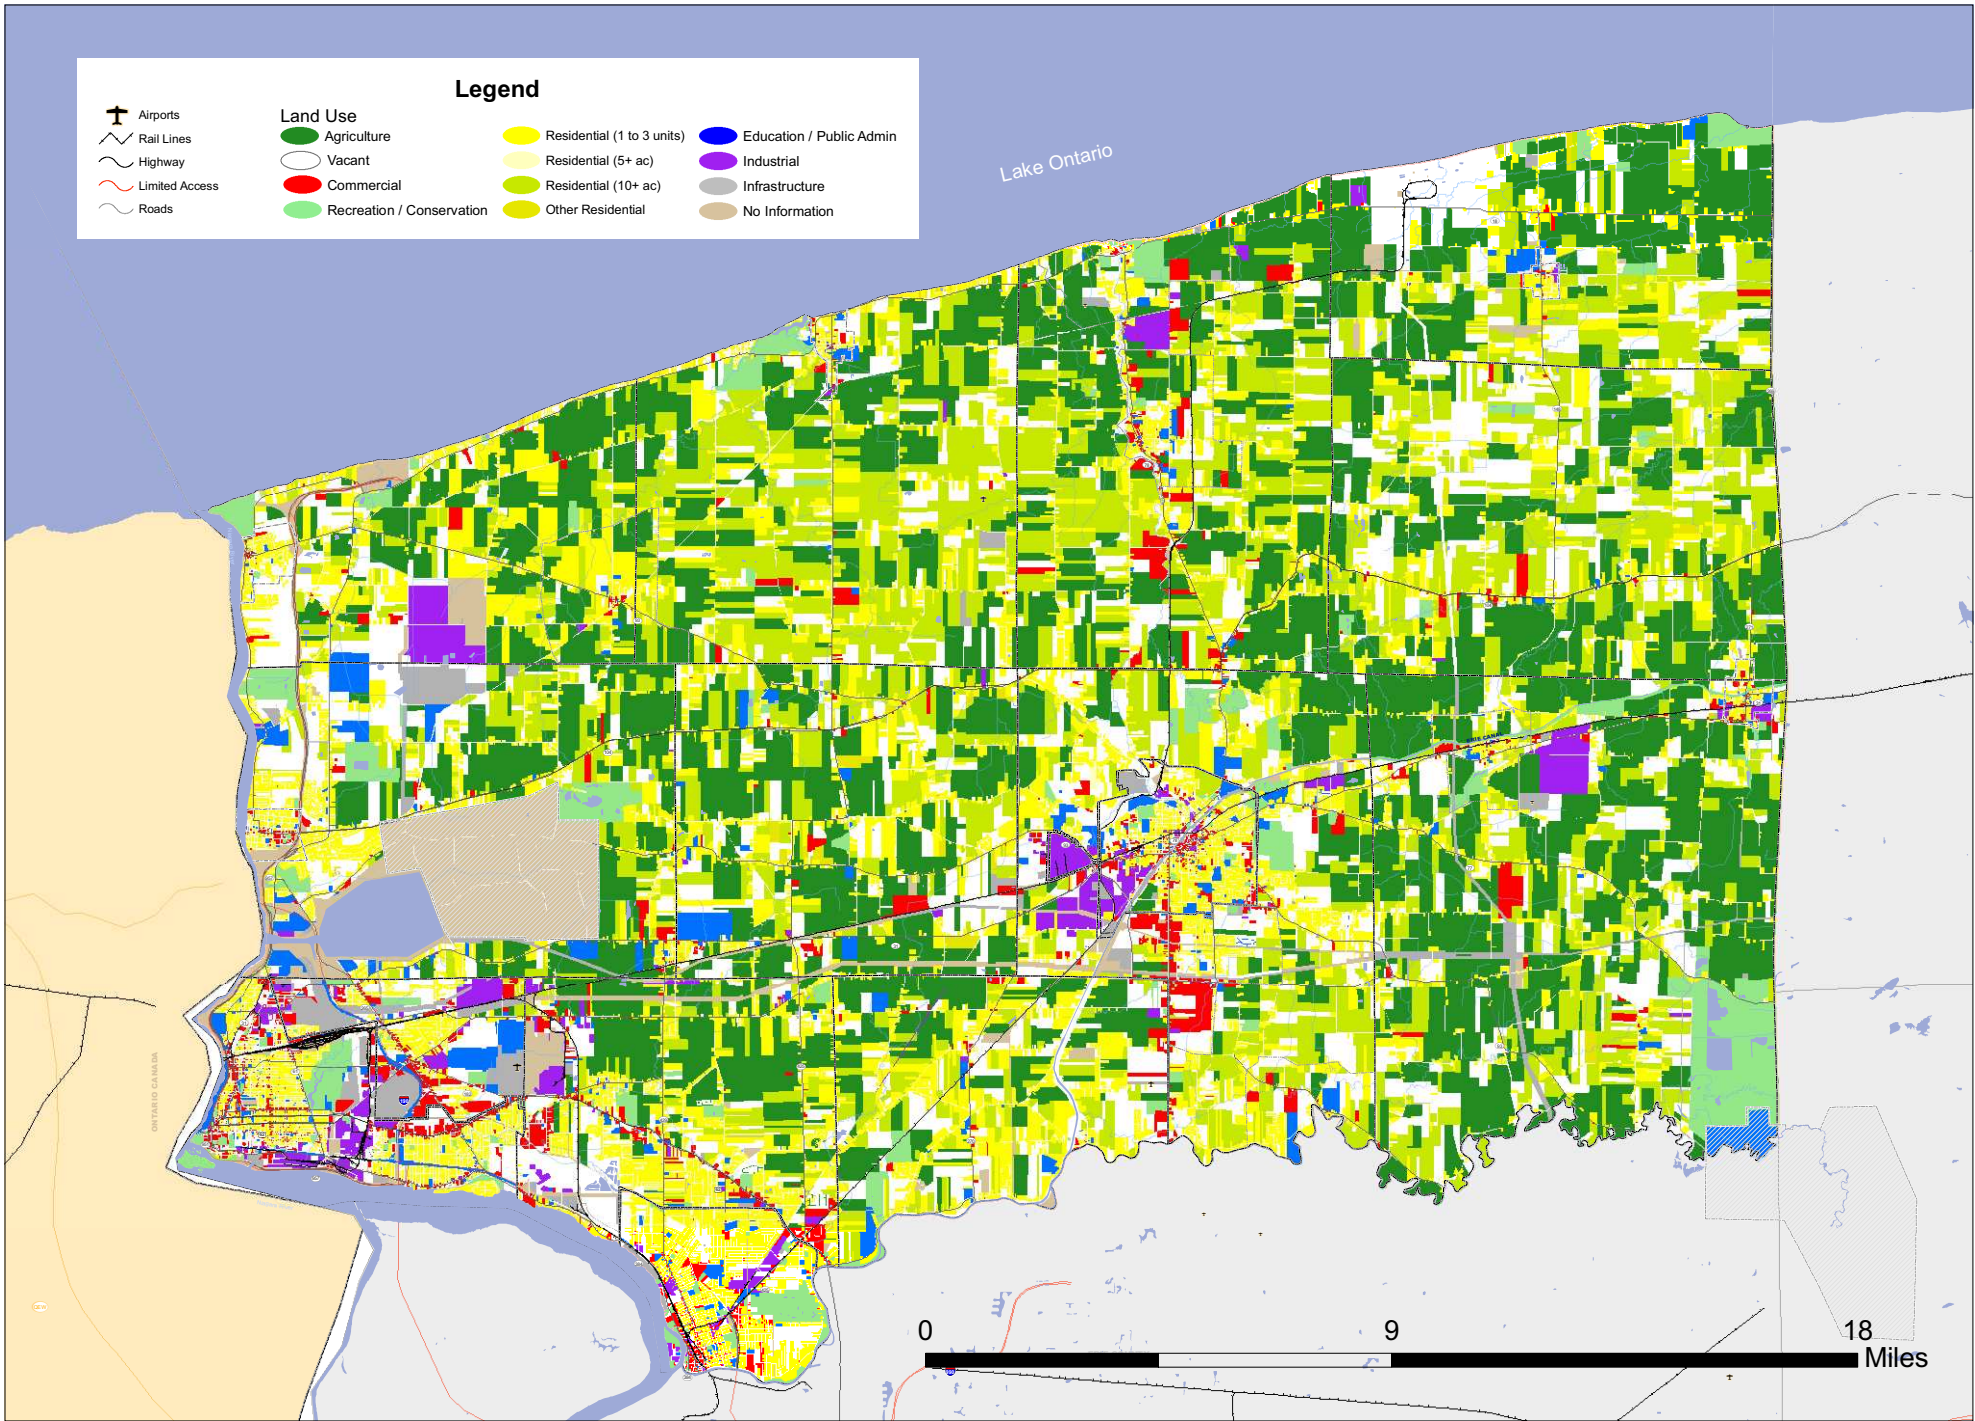 Legend
Airports
Rail Lines
Highway
Limited Access
Roads
Land Use
Agriculture
Vacant
Commercial
Recreation / Conservation
Residential (1 to 3 units)
Residential (5+ ac)
Residential (10+ ac)
Other Residential
Education / Public Admin
Industrial
Infrastructure
No Information
Lake Ontario
ERIE CANAL
ONTARIO CANADA
0 9 18
Miles